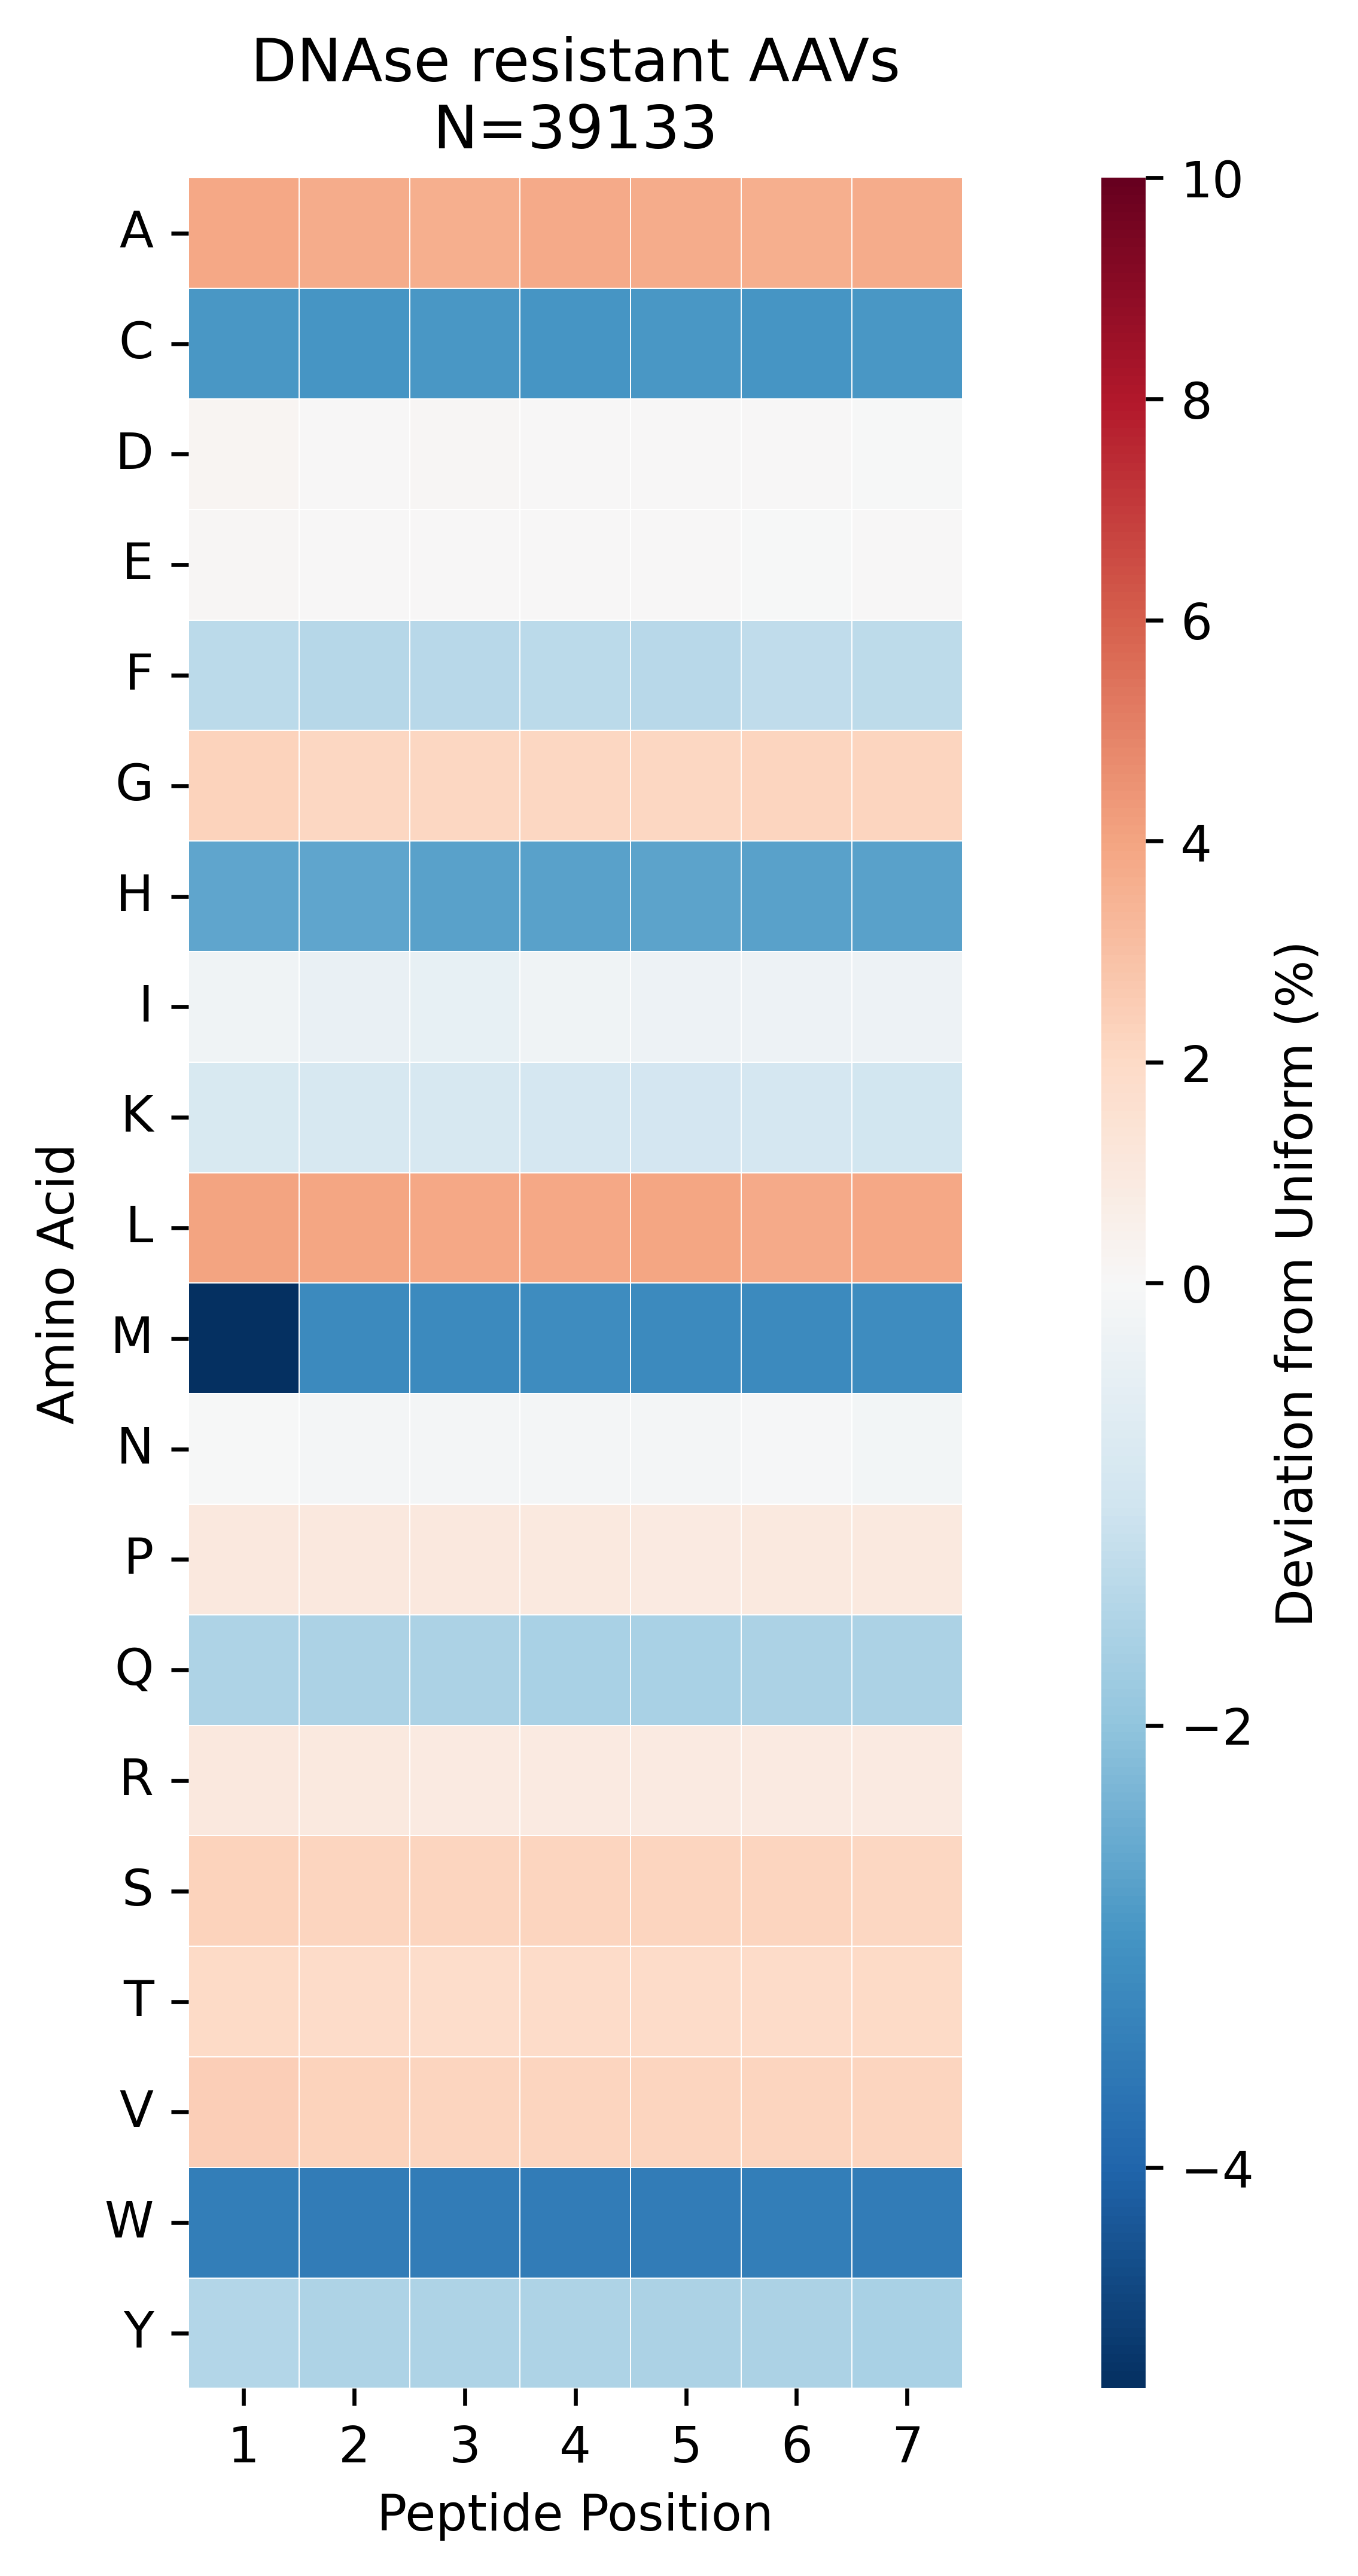 DNAse resistant AAVs
N=39133
Amino Acid
A
C
D
E
F
G
H
I
K
L
M
N
P
Q
R
S
T
V
W
Y
1 2 3 4 5 6 7
Peptide Position
10
8
6
4
2
0
−2
−4
Deviation from Uniform (%)